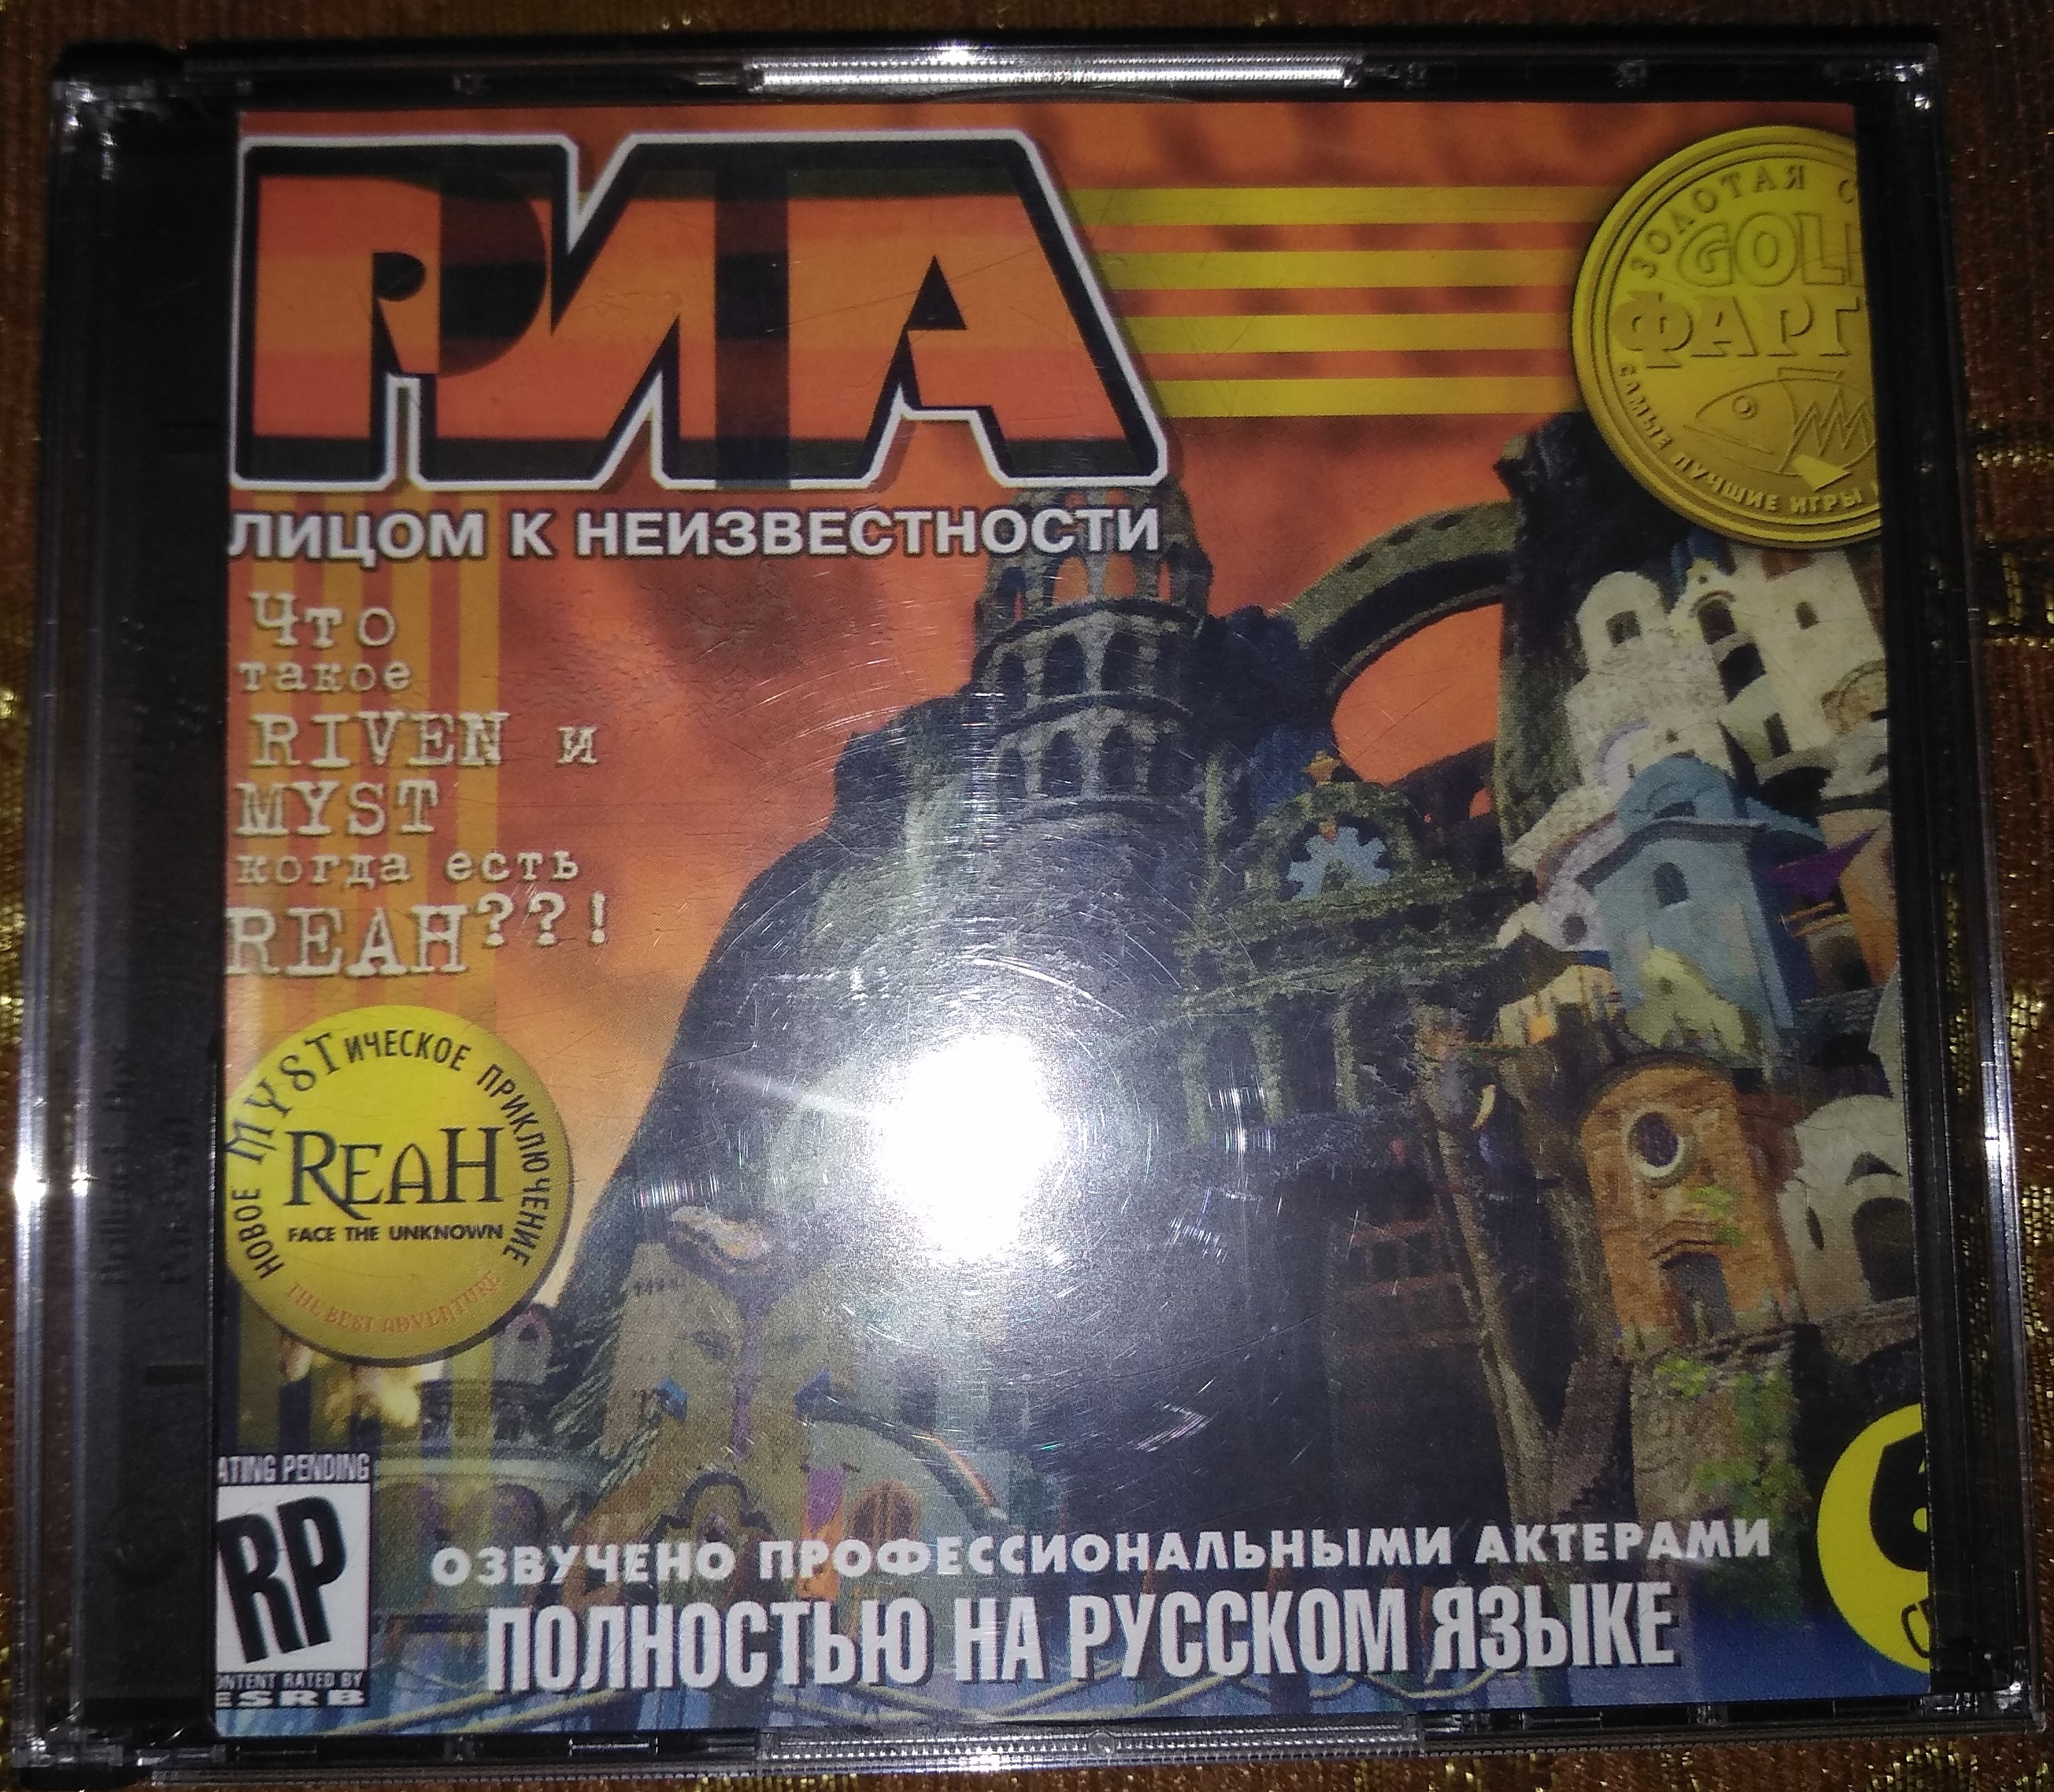 РИА
ЛИЦОМ К НЕИЗВЕСТНОСТИ
ЗОЛОТАЯ С
GOL
ФАРГ
САМЫЕ ЛУЧШИЕ ИГРЫ
Что
такое
RIVEN и
MYST
когда есть
REAH??!
НОВОЕ MYSTИЧЕСКОЕ ПРИКЛЮЧЕНИЕ
REAH
FACE THE UNKNOWN
THE BEST ADVENTURE
ATING PENDING
RP
ONTENT RATED BY
ESRB
ОЗВУЧЕНО ПРОФЕССИОНАЛЬНЫМИ АКТЕРАМИ
ПОЛНОСТЬЮ НА РУССКОМ ЯЗЫКЕ